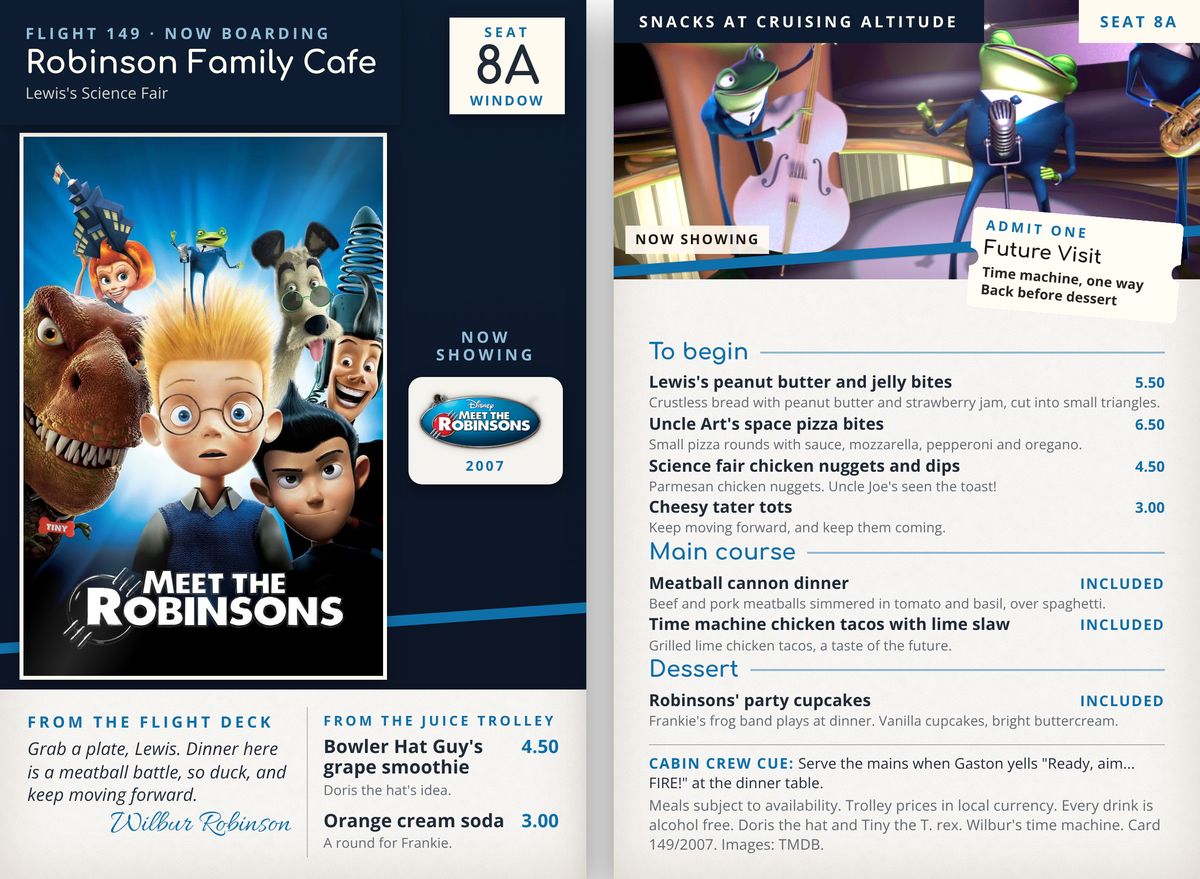 FLIGHT 149 · NOW BOARDING
Robinson Family Cafe
Lewis's Science Fair
SEAT
8A
WINDOW
TINY
MEET THE
ROBINSONS
NOW
SHOWING
Disney
MEET THE
ROBINSONS
2007
FROM THE FLIGHT DECK
Grab a plate, Lewis. Dinner here
is a meatball battle, so duck, and
keep moving forward.
Wilbur Robinson
FROM THE JUICE TROLLEY
Bowler Hat Guy's 4.50
grape smoothie
Doris the hat's idea.
Orange cream soda 3.00
A round for Frankie.
SNACKS AT CRUISING ALTITUDE
SEAT 8A
NOW SHOWING
ADMIT ONE
Future Visit
Time machine, one way
Back before dessert
To begin
Lewis's peanut butter and jelly bites 5.50
Crustless bread with peanut butter and strawberry jam, cut into small triangles.
Uncle Art's space pizza bites 6.50
Small pizza rounds with sauce, mozzarella, pepperoni and oregano.
Science fair chicken nuggets and dips 4.50
Parmesan chicken nuggets. Uncle Joe's seen the toast!
Cheesy tater tots 3.00
Keep moving forward, and keep them coming.
Main course
Meatball cannon dinner INCLUDED
Beef and pork meatballs simmered in tomato and basil, over spaghetti.
Time machine chicken tacos with lime slaw INCLUDED
Grilled lime chicken tacos, a taste of the future.
Dessert
Robinsons' party cupcakes INCLUDED
Frankie's frog band plays at dinner. Vanilla cupcakes, bright buttercream.
CABIN CREW CUE: Serve the mains when Gaston yells "Ready, aim...
FIRE!" at the dinner table.
Meals subject to availability. Trolley prices in local currency. Every drink is
alcohol free. Doris the hat and Tiny the T. rex. Wilbur's time machine. Card
149/2007. Images: TMDB.